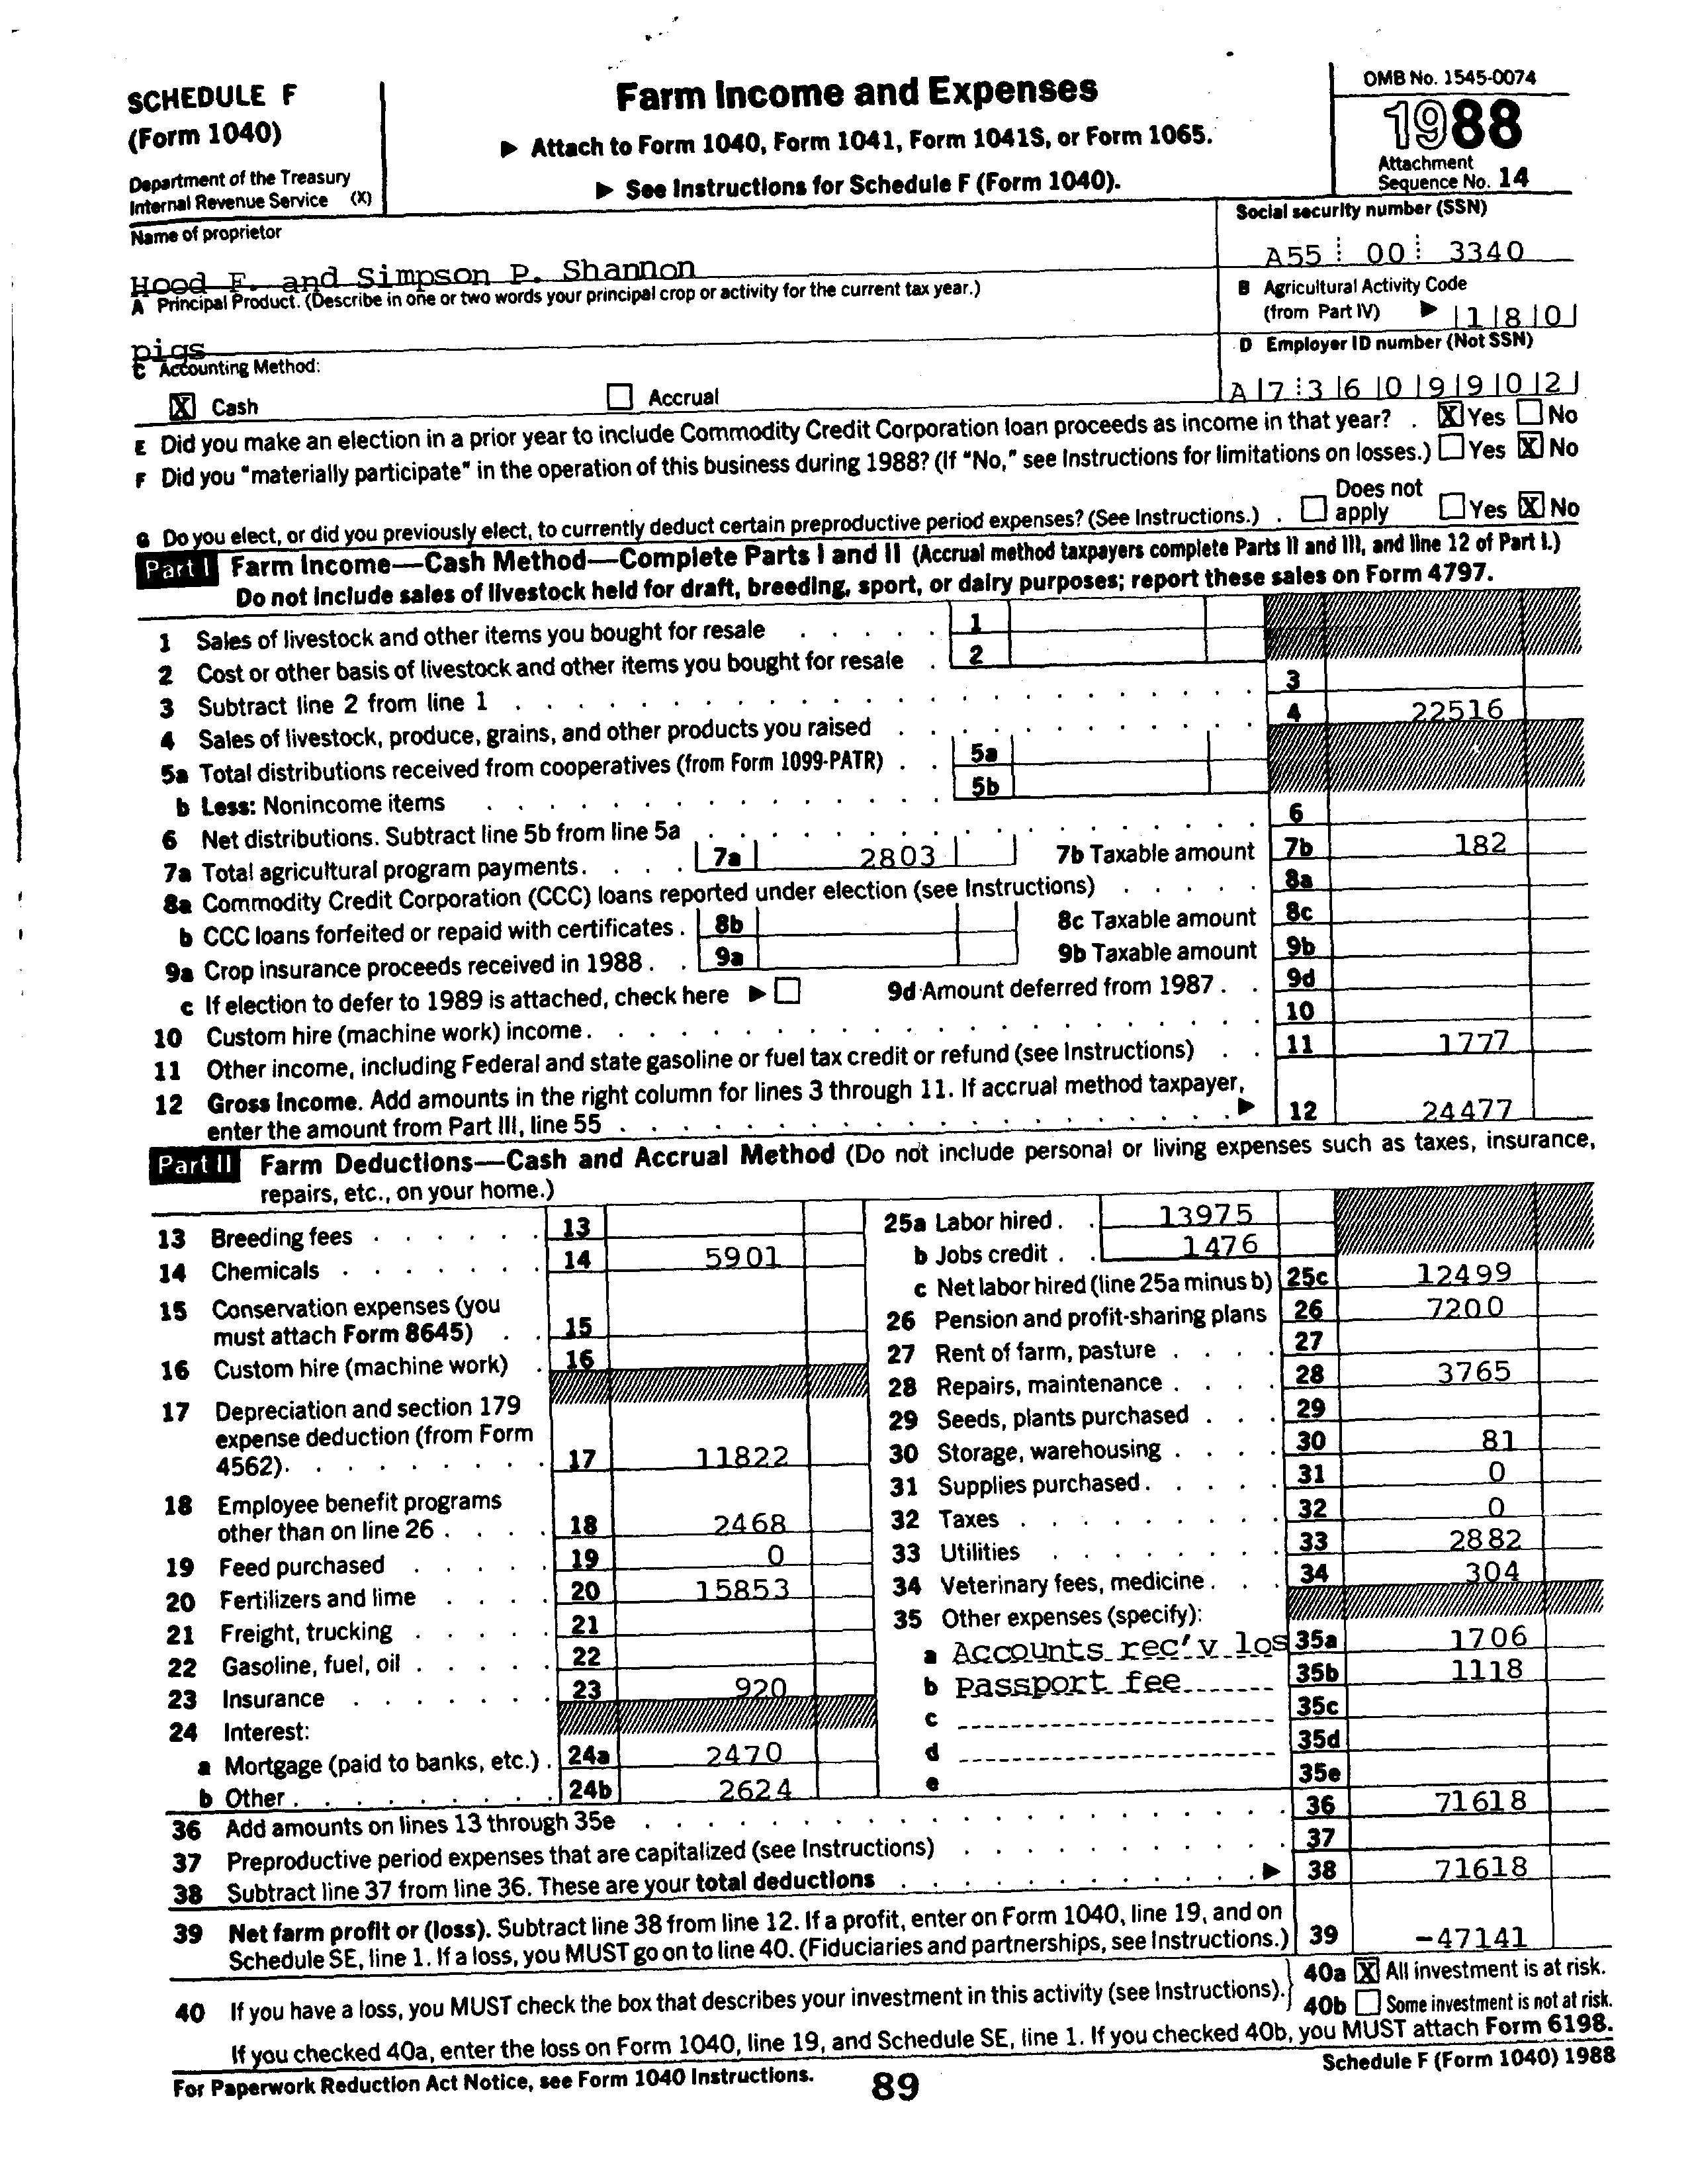 SCHEDULE F
(Form 1040)
Department of the Treasury
Internal Revenue Service (X)
Farm Income and Expenses
▶ Attach to Form 1040, Form 1041, Form 1041S, or Form 1065.
▶ See Instructions for Schedule F (Form 1040).
OMB No. 1545-0074
1988
Attachment
Sequence No. 14
Name of proprietor
Hood F. and Simpson P. Shannon
Social security number (SSN)
A55 00 3340
A Principal Product. (Describe in one or two words your principal crop or activity for the current tax year.)
pigs
B Agricultural Activity Code
(from Part IV) ▶ 1 8 0
C Accounting Method:
X Cash Accrual
D Employer ID number (Not SSN)
A 7 3 6 0 9 9 0 2
E Did you make an election in a prior year to include Commodity Credit Corporation loan proceeds as income in that year? . X Yes No
F Did you "materially participate" in the operation of this business during 1988? (If "No," see Instructions for limitations on losses.) Yes X No
G Do you elect, or did you previously elect, to currently deduct certain preproductive period expenses? (See Instructions.) . Does not apply Yes X No
Part I Farm Income—Cash Method—Complete Parts I and II (Accrual method taxpayers complete Parts II and III, and line 12 of Part I.)
Do not include sales of livestock held for draft, breeding, sport, or dairy purposes; report these sales on Form 4797.
1 Sales of livestock and other items you bought for resale . . . . . 1
2 Cost or other basis of livestock and other items you bought for resale . 2
3 Subtract line 2 from line 1 . . . . . 3
4 Sales of livestock, produce, grains, and other products you raised . . . . . 4 22516
5a Total distributions received from cooperatives (from Form 1099-PATR) . . 5a
b Less: Nonincome items . . . . . 5b
6 Net distributions. Subtract line 5b from line 5a . . . . . 6
7a Total agricultural program payments. . . . 7a 2803 7b Taxable amount 7b 182
8a Commodity Credit Corporation (CCC) loans reported under election (see Instructions) . . . . . 8a
b CCC loans forfeited or repaid with certificates . 8b 8c Taxable amount 8c
9a Crop insurance proceeds received in 1988 . . 9a 9b Taxable amount 9b
c If election to defer to 1989 is attached, check here ▶ 9d Amount deferred from 1987 . . 9d
10 Custom hire (machine work) income . . . . . 10
11 Other income, including Federal and state gasoline or fuel tax credit or refund (see Instructions) . . 11 1777
12 Gross income. Add amounts in the right column for lines 3 through 11. If accrual method taxpayer,
enter the amount from Part III, line 55 . . . . . ▶ 12 24477
Part II Farm Deductions—Cash and Accrual Method (Do not include personal or living expenses such as taxes, insurance,
repairs, etc., on your home.)
13 Breeding fees . . . . . . 13
14 Chemicals . . . . . . . 14 5901
15 Conservation expenses (you
must attach Form 8645) . . 15
16 Custom hire (machine work) . 16
17 Depreciation and section 179
expense deduction (from Form
4562). . . . . . . . . 17 11822
18 Employee benefit programs
other than on line 26 . . . . 18 2468
19 Feed purchased . . . . . 19 0
20 Fertilizers and lime . . . . 20 15853
21 Freight, trucking . . . . . 21
22 Gasoline, fuel, oil . . . . . 22
23 Insurance . . . . . . . 23 920
24 Interest:
a Mortgage (paid to banks, etc.) . 24a 2470
b Other . . . . . . . . . 24b 2624
25a Labor hired . . 13975
b Jobs credit . . 1476
c Net labor hired (line 25a minus b) 25c 12499
26 Pension and profit-sharing plans 26 7200
27 Rent of farm, pasture . . . . 27
28 Repairs, maintenance . . . . 28 3765
29 Seeds, plants purchased . . . 29
30 Storage, warehousing . . . . 30 81
31 Supplies purchased . . . . . 31 0
32 Taxes . . . . . . . . . 32 0
33 Utilities . . . . . . . . 33 2882
34 Veterinary fees, medicine . . . 34 304
35 Other expenses (specify):
a Accounts rec'v los 35a 1706
b passport fee 35b 1118
c 35c
d 35d
e 35e
36 Add amounts on lines 13 through 35e . . . . . 36 71618
37 Preproductive period expenses that are capitalized (see Instructions) . . . . . 37
38 Subtract line 37 from line 36. These are your total deductions . . . . . ▶ 38 71618
39 Net farm profit or (loss). Subtract line 38 from line 12. If a profit, enter on Form 1040, line 19, and on
Schedule SE, line 1. If a loss, you MUST go on to line 40. (Fiduciaries and partnerships, see Instructions.) 39 -47141
40 If you have a loss, you MUST check the box that describes your investment in this activity (see Instructions).
40a X All investment is at risk.
40b Some investment is not at risk.
If you checked 40a, enter the loss on Form 1040, line 19, and Schedule SE, line 1. If you checked 40b, you MUST attach Form 6198.
For Paperwork Reduction Act Notice, see Form 1040 Instructions.
89
Schedule F (Form 1040) 1988